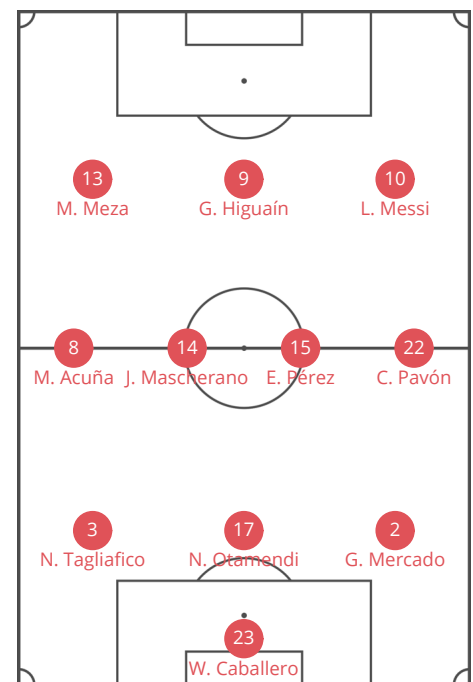 13 9 10
M. Meza G. Higuaín L. Messi
8 14 15 22
M. Acuña J. Mascherano E. Pérez C. Pavón
3 17 2
N. Tagliafico N. Otamendi G. Mercado
23
W. Caballero